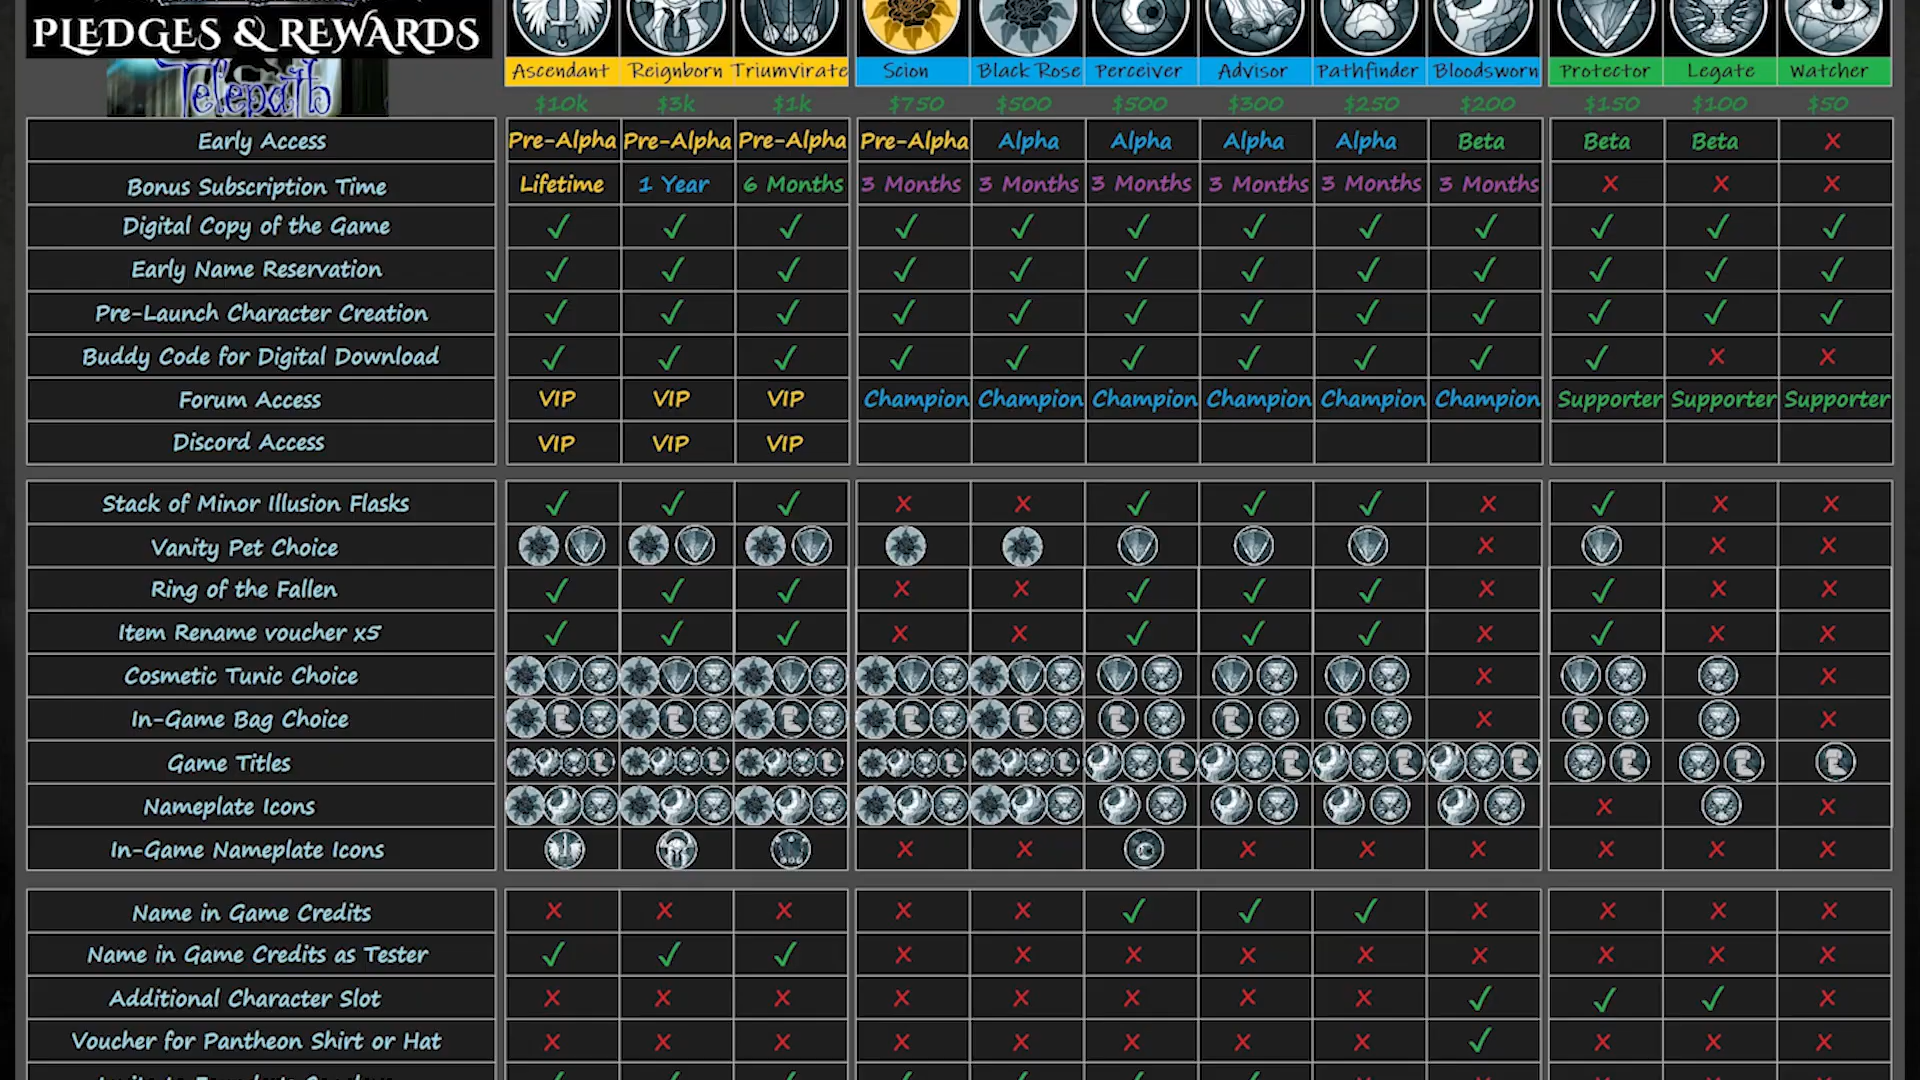 PLEDGES & REWARDS
Telepath
Ascendant Reignborn Triumvirate Scion Black Rose Perceiver Advisor Pathfinder Bloodsworn Protector Legate Watcher
$10k $3k $1k $750 $500 $500 $300 $250 $200 $150 $100 $50
Early Access Pre-Alpha Pre-Alpha Pre-Alpha Pre-Alpha Alpha Alpha Alpha Alpha Beta Beta Beta X
Bonus Subscription Time Lifetime 1 Year 6 Months 3 Months 3 Months 3 Months 3 Months 3 Months 3 Months X X X
Digital Copy of the Game ✓ ✓ ✓ ✓ ✓ ✓ ✓ ✓ ✓ ✓ ✓ ✓
Early Name Reservation ✓ ✓ ✓ ✓ ✓ ✓ ✓ ✓ ✓ ✓ ✓ ✓
Pre-Launch Character Creation ✓ ✓ ✓ ✓ ✓ ✓ ✓ ✓ ✓ ✓ ✓ ✓
Buddy Code for Digital Download ✓ ✓ ✓ ✓ ✓ ✓ ✓ ✓ ✓ ✓ X X
Forum Access VIP VIP VIP Champion Champion Champion Champion Champion Champion Supporter Supporter Supporter
Discord Access VIP VIP VIP
Stack of Minor Illusion Flasks ✓ ✓ ✓ X X ✓ ✓ ✓ X ✓ X X
Vanity Pet Choice X X X
Ring of the Fallen ✓ ✓ ✓ X X ✓ ✓ ✓ X ✓ X X
Item Rename voucher x5 ✓ ✓ ✓ X X ✓ ✓ ✓ X ✓ X X
Cosmetic Tunic Choice X X
In-Game Bag Choice X X
Game Titles
Nameplate Icons X X
In-Game Nameplate Icons X X X X X X X X
Name in Game Credits X X X X X ✓ ✓ ✓ X X X X
Name in Game Credits as Tester ✓ ✓ ✓ X X X X X X X X X
Additional Character Slot X X X X X X X X ✓ ✓ ✓ X
Voucher for Pantheon Shirt or Hat X X X X X X X X ✓ X X X